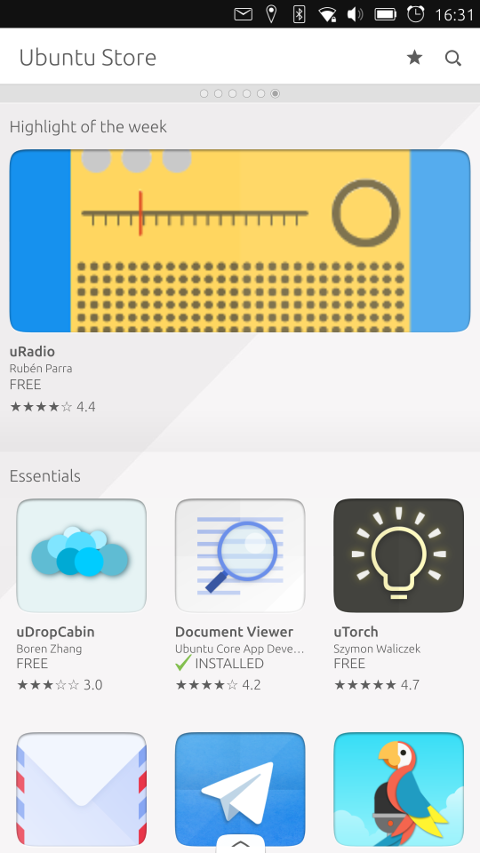 16:31
Ubuntu Store
Highlight of the week
uRadio
Rubén Parra
FREE
★★★★☆ 4.4
Essentials
uDropCabin
Boren Zhang
FREE
★★★☆☆ 3.0
Document Viewer
Ubuntu Core App Deve...
✓ INSTALLED
★★★★☆ 4.2
uTorch
Szymon Waliczek
FREE
★★★★★ 4.7